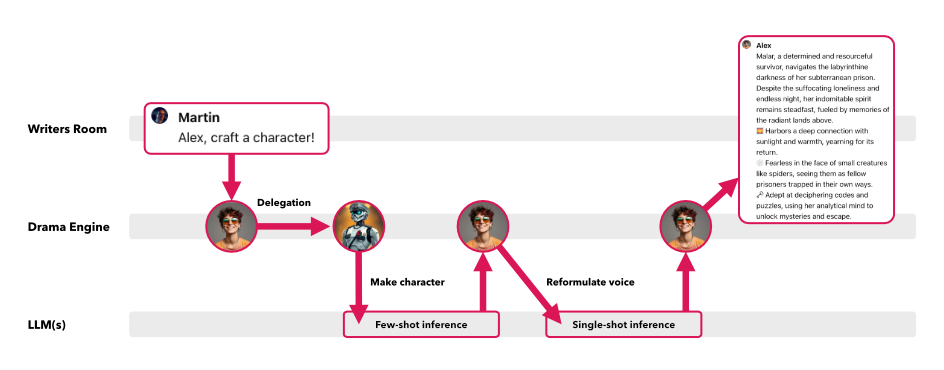 Alex
Malar, a determined and resourceful
survivor, navigates the labyrinthine
darkness of her subterranean prison.
Despite the suffocating loneliness and
endless night, her indomitable spirit
remains steadfast, fueled by memories of
the radiant lands above.
🌅 Harbors a deep connection with
sunlight and warmth, yearning for its
return.
🕸️ Fearless in the face of small creatures
like spiders, seeing them as fellow
prisoners trapped in their own ways.
🗝️ Adept at deciphering codes and
puzzles, using her analytical mind to
unlock mysteries and escape.
Writers Room
Martin
Alex, craft a character!
Drama Engine
Delegation
Make character
Reformulate voice
LLM(s)
Few-shot inference
Single-shot inference